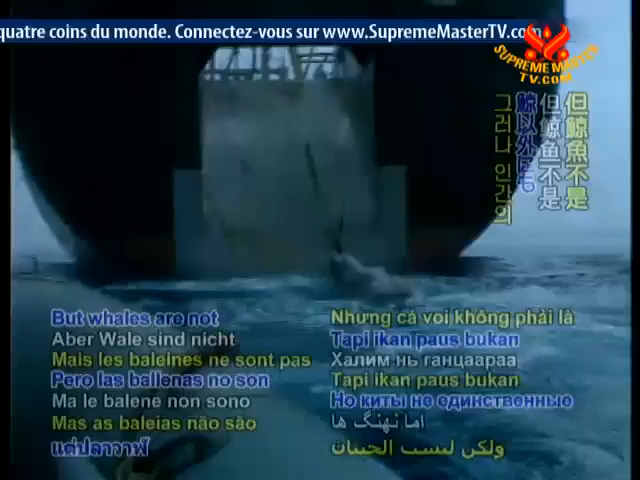 quatre coins du monde. Connectez-vous sur www.SupremeMasterTV.com
SUPREME MASTER
TV.COM
但鯨魚不是
但鲸鱼不是
鯨以外にも
그러나 인간의
But whales are not
Aber Wale sind nicht
Mais les baleines ne sont pas
Pero las ballenas no son
Ma le balene non sono
Mas as baleias não são
แต่ปลาวาฬ
Nhưng cá voi không phải là
Tapi ikan paus bukan
Халим нь ганцаараа
Tapi ikan paus bukan
Но киты не единственные
اما نهنگ ها
ولكن ليست الحيتان